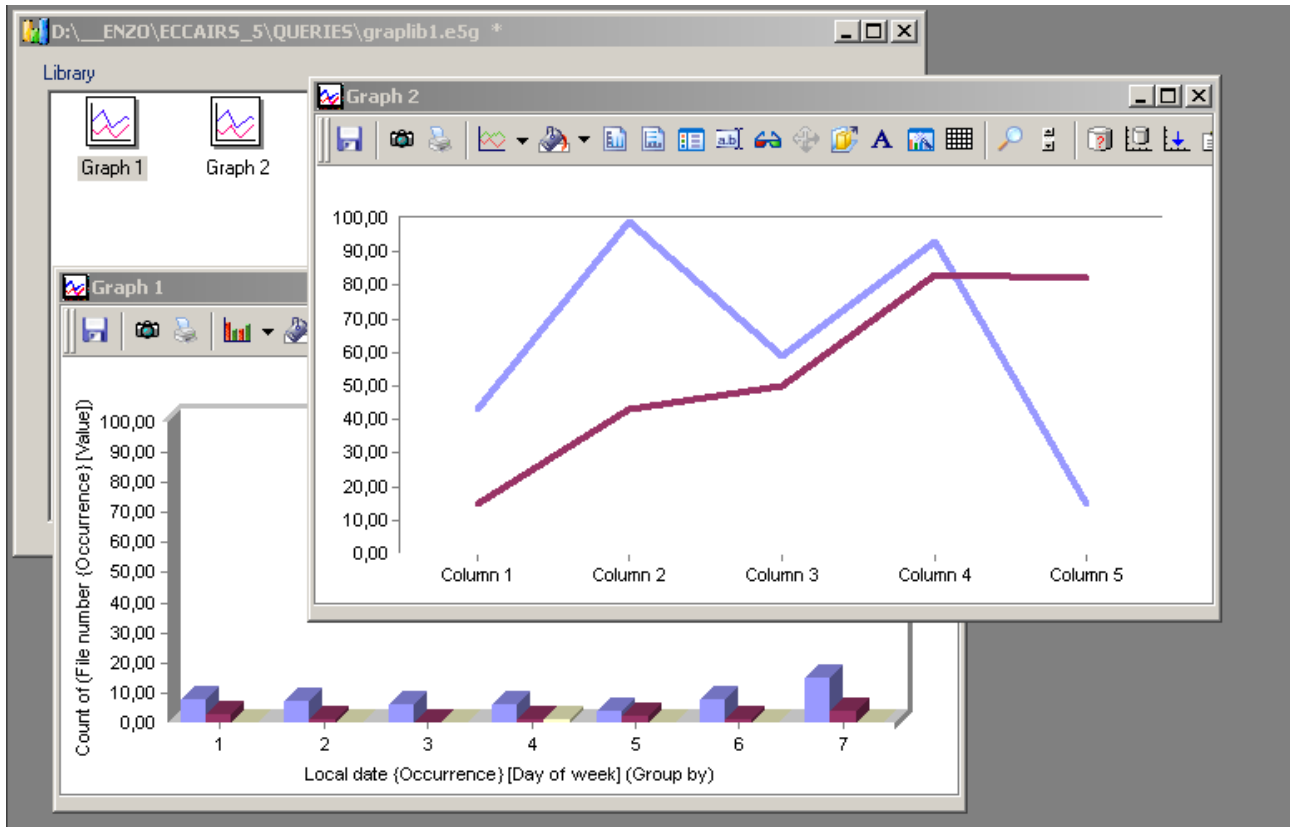 D:\__ENZO\ECCAIRS_5\QUERIES\graplib1.e5g *
Library
Graph 1
Graph 2
Graph 2
a.b
A
100,00
90,00
80,00
70,00
60,00
50,00
40,00
30,00
20,00
10,00
0,00
Column 1
Column 2
Column 3
Column 4
Column 5
Graph 1
Count of (File number {Occurrence} [Value])
100,00
90,00
80,00
70,00
60,00
50,00
40,00
30,00
20,00
10,00
0,00
1
2
3
4
5
6
7
Local date {Occurrence} [Day of week] (Group by)